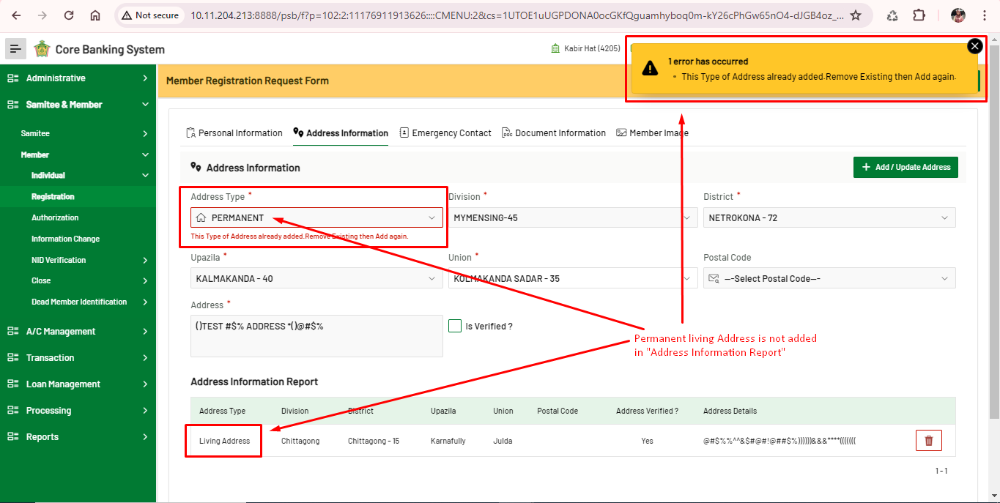 Not secure
10.11.204.213:8888/psb/f?p=102:2:11176911913626::::CMENU:2&cs=1UTOE1uUGPDONA0ocGKfQguamhyboq0m-kY26cPhGw65nO4-dJGB4oz_...
Core Banking System
Kabir Hat (4205)
1 error has occurred
This Type of Address already added.Remove Existing then Add again.
Administrative
Samitee & Member
Samitee
Member
Individual
Registration
Authorization
Information Change
NID Verification
Close
Dead Member Identification
A/C Management
Transaction
Loan Management
Processing
Reports
Member Registration Request Form
Personal Information
Address Information
Emergency Contact
Document Information
Member Image
Address Information
+ Add / Update Address
Address Type *
PERMANENT
This Type of Address already added.Remove Existing then Add again.
Division *
MYMENSING-45
District *
NETROKONA - 72
Upazila *
KALMAKANDA - 40
Union *
KOLMAKANDA SADAR - 35
Postal Code
---Select Postal Code---
Address *
()TEST #$% ADDRESS *()@#$%
Is Verified ?
Permanent living Address is not added
in "Address Information Report"
Address Information Report
Address Type Division District Upazila Union Postal Code Address Verified ? Address Details
Living Address Chittagong Chittagong - 15 Karnafully Julda Yes @#$%%^^&$#@#!@##$%))))))&&&****(((((((
1 - 1